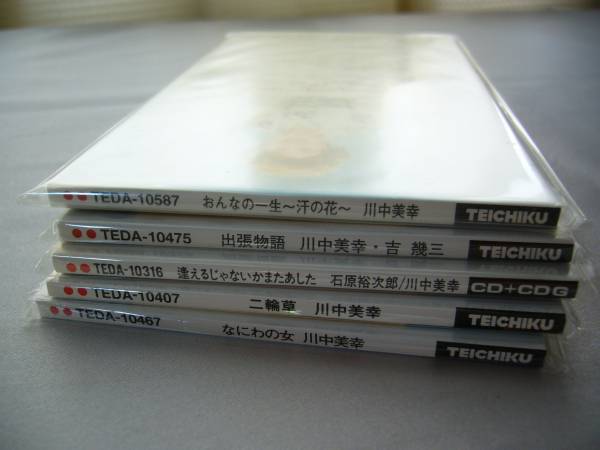 TEDA-10587 おんなの一生～汗の花～ 川中美幸 TEICHIKU
TEDA-10475 出張物語 川中美幸・吉 幾三 TEICHIKU
TEDA-10316 逢えるじゃないかまたあした 石原裕次郎/川中美幸 CD+CDG
TEDA-10407 二輪草 川中美幸 TEICHIKU
TEDA-10467 なにわの女 川中美幸 TEICHIKU